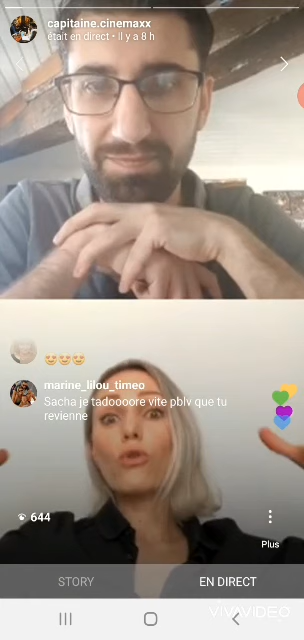 capitaine.cinemaxx
était en direct • Il y a 8 h
marine_lilou_timeo
Sacha je tadoooore vite pblv que tu
revienne
644
Plus
STORY
EN DIRECT
VIVAVIDEO